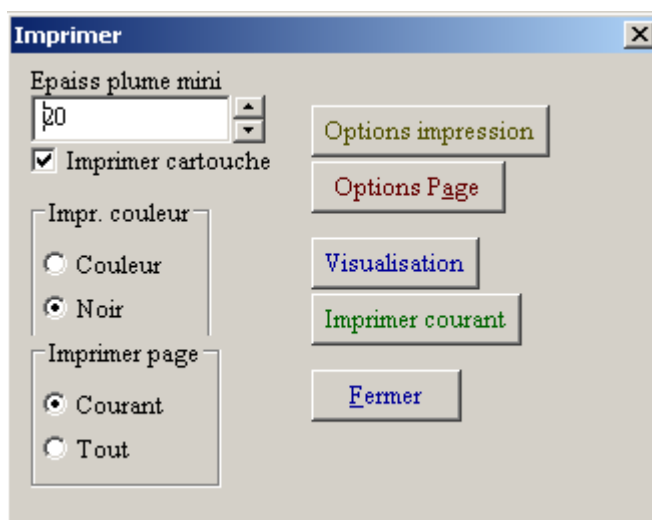 Imprimer
Epaiss plume mini
20
Imprimer cartouche
Impr. couleur
Couleur
Noir
Imprimer page
Courant
Tout
Options impression
Options Page
Visualisation
Imprimer courant
Fermer